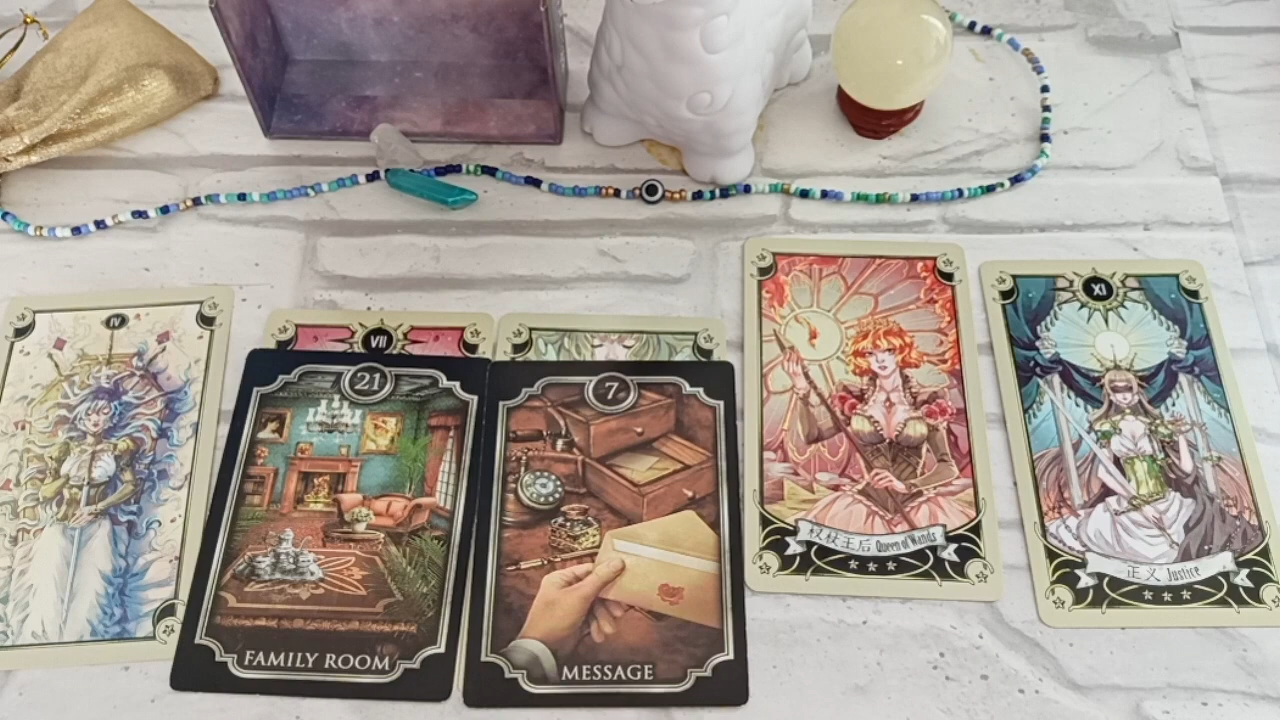 IV
VII
21
FAMILY ROOM
7
MESSAGE
权杖王后 Queen of Wands
XI
正义 Justice